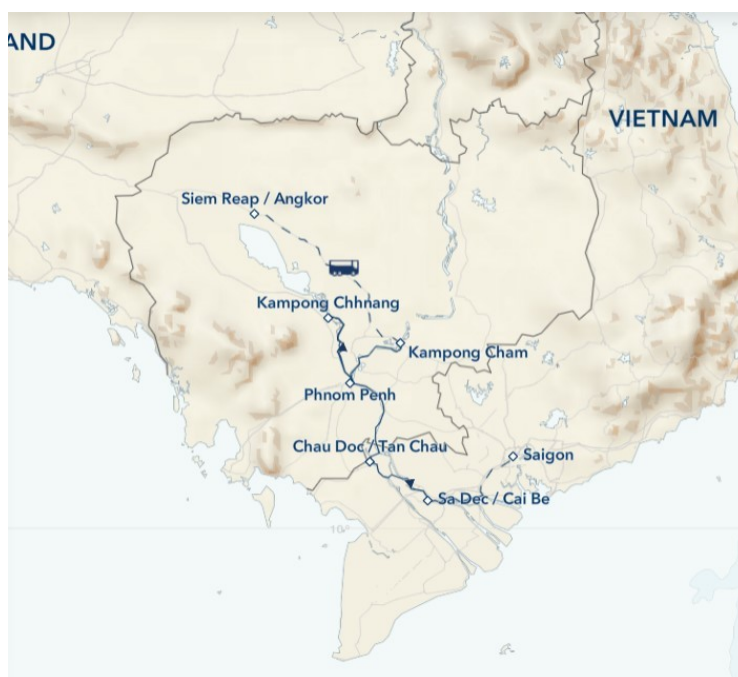 AND
VIETNAM
Siem Reap / Angkor
Kampong Chhnang
Kampong Cham
Phnom Penh
Chau Doc / Tan Chau
Saigon
Sa Dec / Cai Be
10°